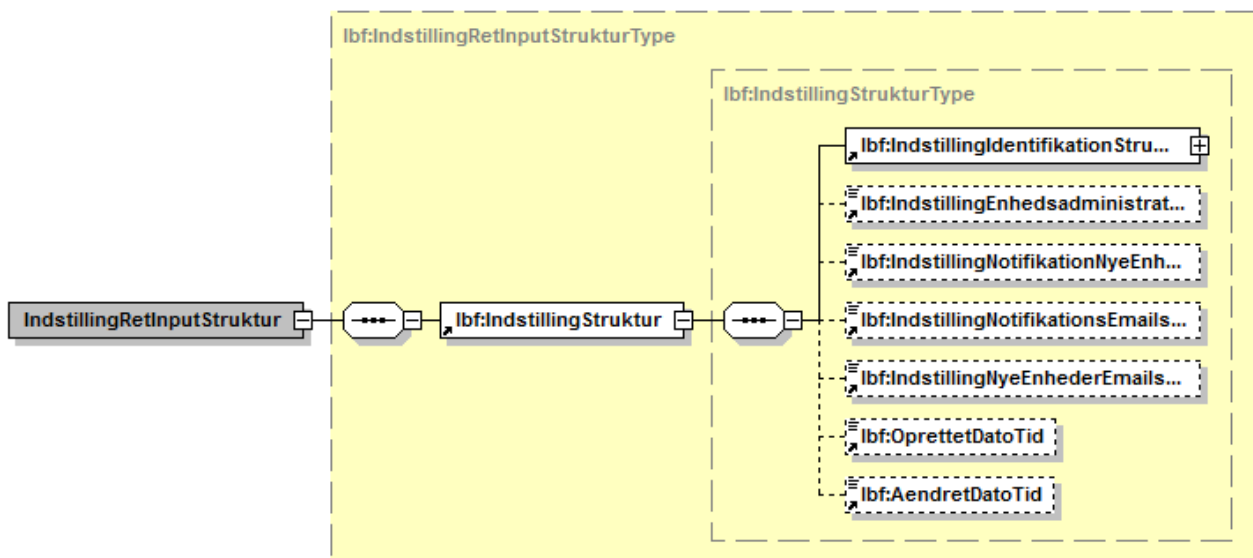 lbf:IndstillingRetInputStrukturType
lbf:IndstillingStrukturType
lbf:IndstillingIdentifikationStru...
lbf:IndstillingEnhedsadministrat...
lbf:IndstillingNotifikationNyeEnh...
IndstillingRetInputStruktur
lbf:IndstillingStruktur
lbf:IndstillingNotifikationsEmails...
lbf:IndstillingNyeEnhederEmails...
lbf:OprettetDatoTid
lbf:AendretDatoTid